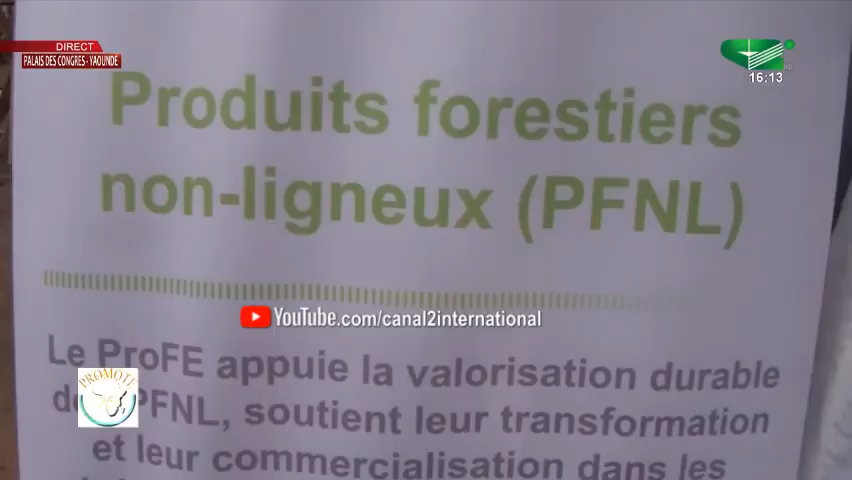 DIRECT
PALAIS DES CONGRES - YAOUNDE
16:13
Produits forestiers
non-ligneux (PFNL)
YouTube.com/canal2international
Le ProFE appuie la valorisation durable
PFNL, soutient leur transformation
PROMOTE
et leur commercialisation dans les